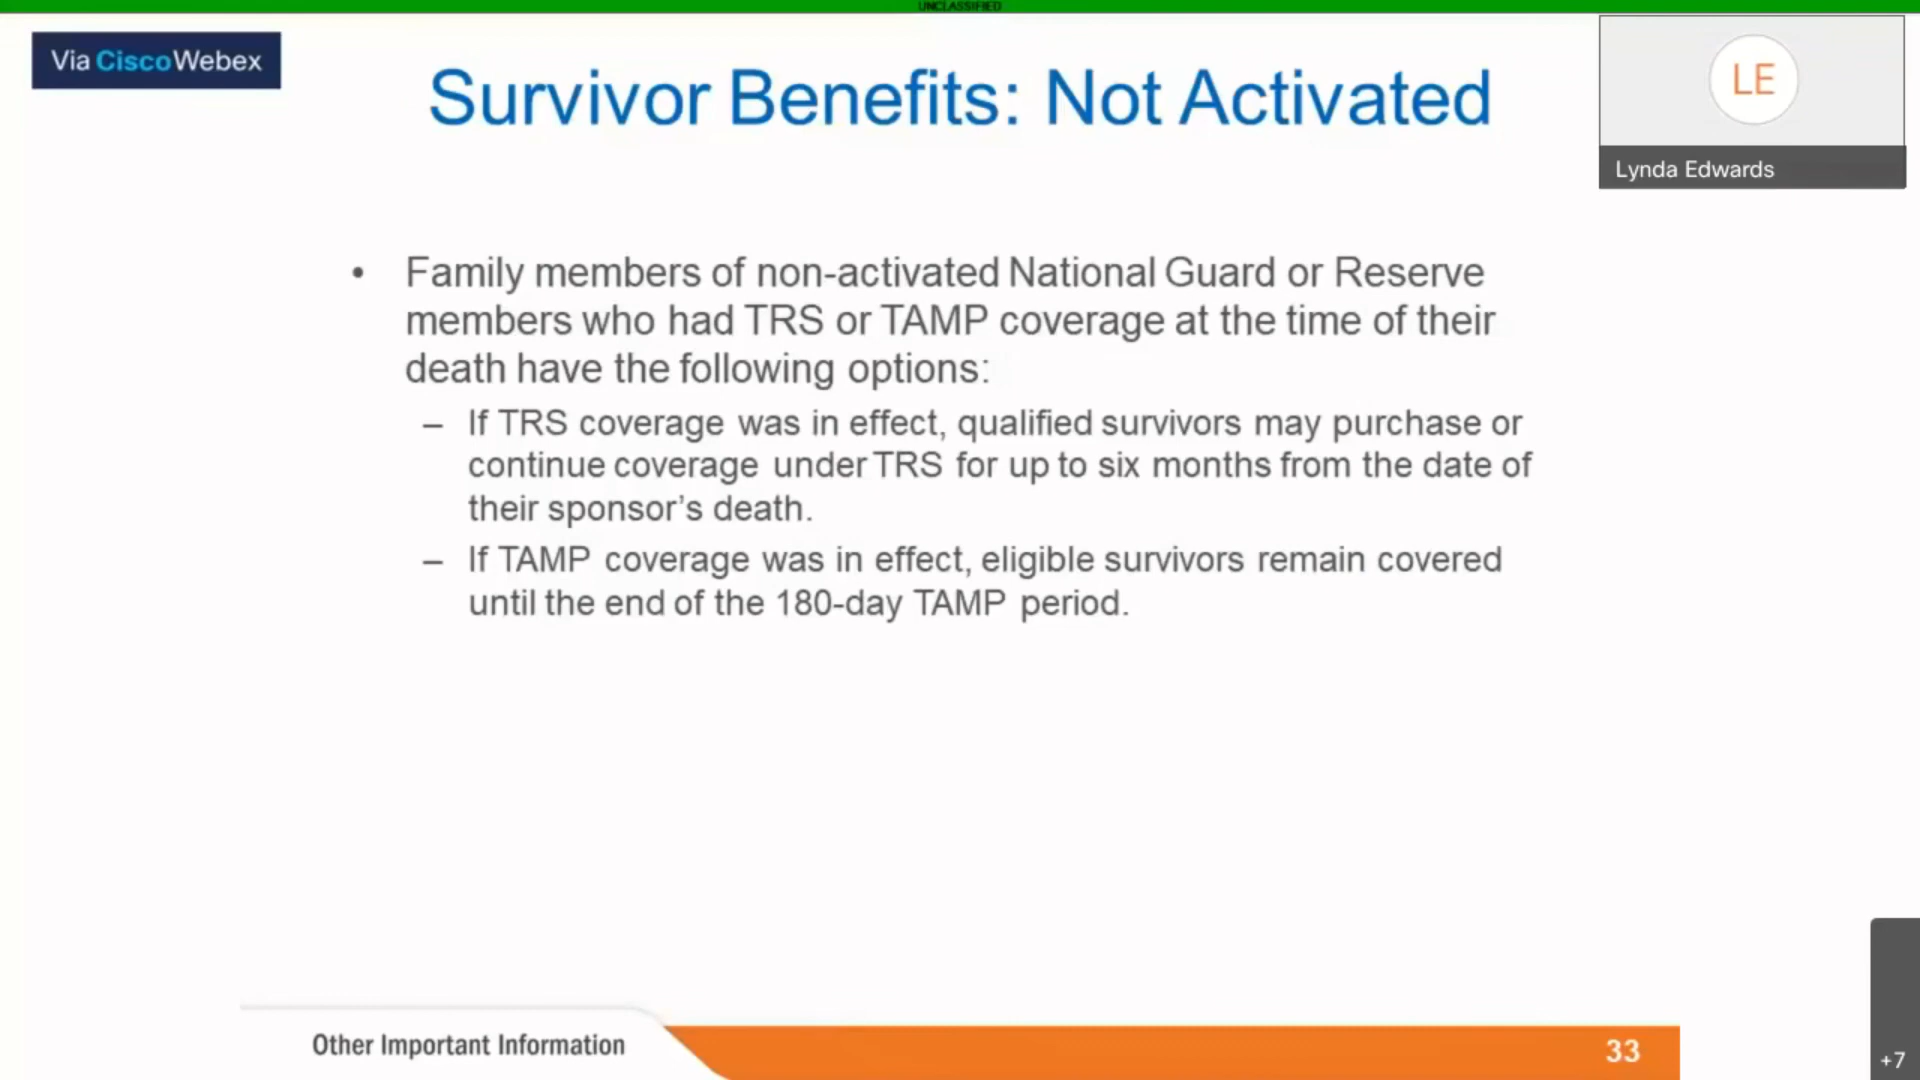 UNCLASSIFIED
Via CiscoWebex
Survivor Benefits: Not Activated
LE
Lynda Edwards
• Family members of non-activated National Guard or Reserve
members who had TRS or TAMP coverage at the time of their
death have the following options:
– If TRS coverage was in effect, qualified survivors may purchase or
continue coverage under TRS for up to six months from the date of
their sponsor’s death.
– If TAMP coverage was in effect, eligible survivors remain covered
until the end of the 180-day TAMP period.
Other Important Information
33
+7